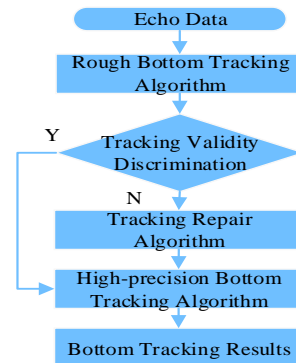 Echo Data
Rough Bottom Tracking
Algorithm
Y
Tracking Validity
Discrimination
N
Tracking Repair
Algorithm
High-precision Bottom
Tracking Algorithm
Bottom Tracking Results